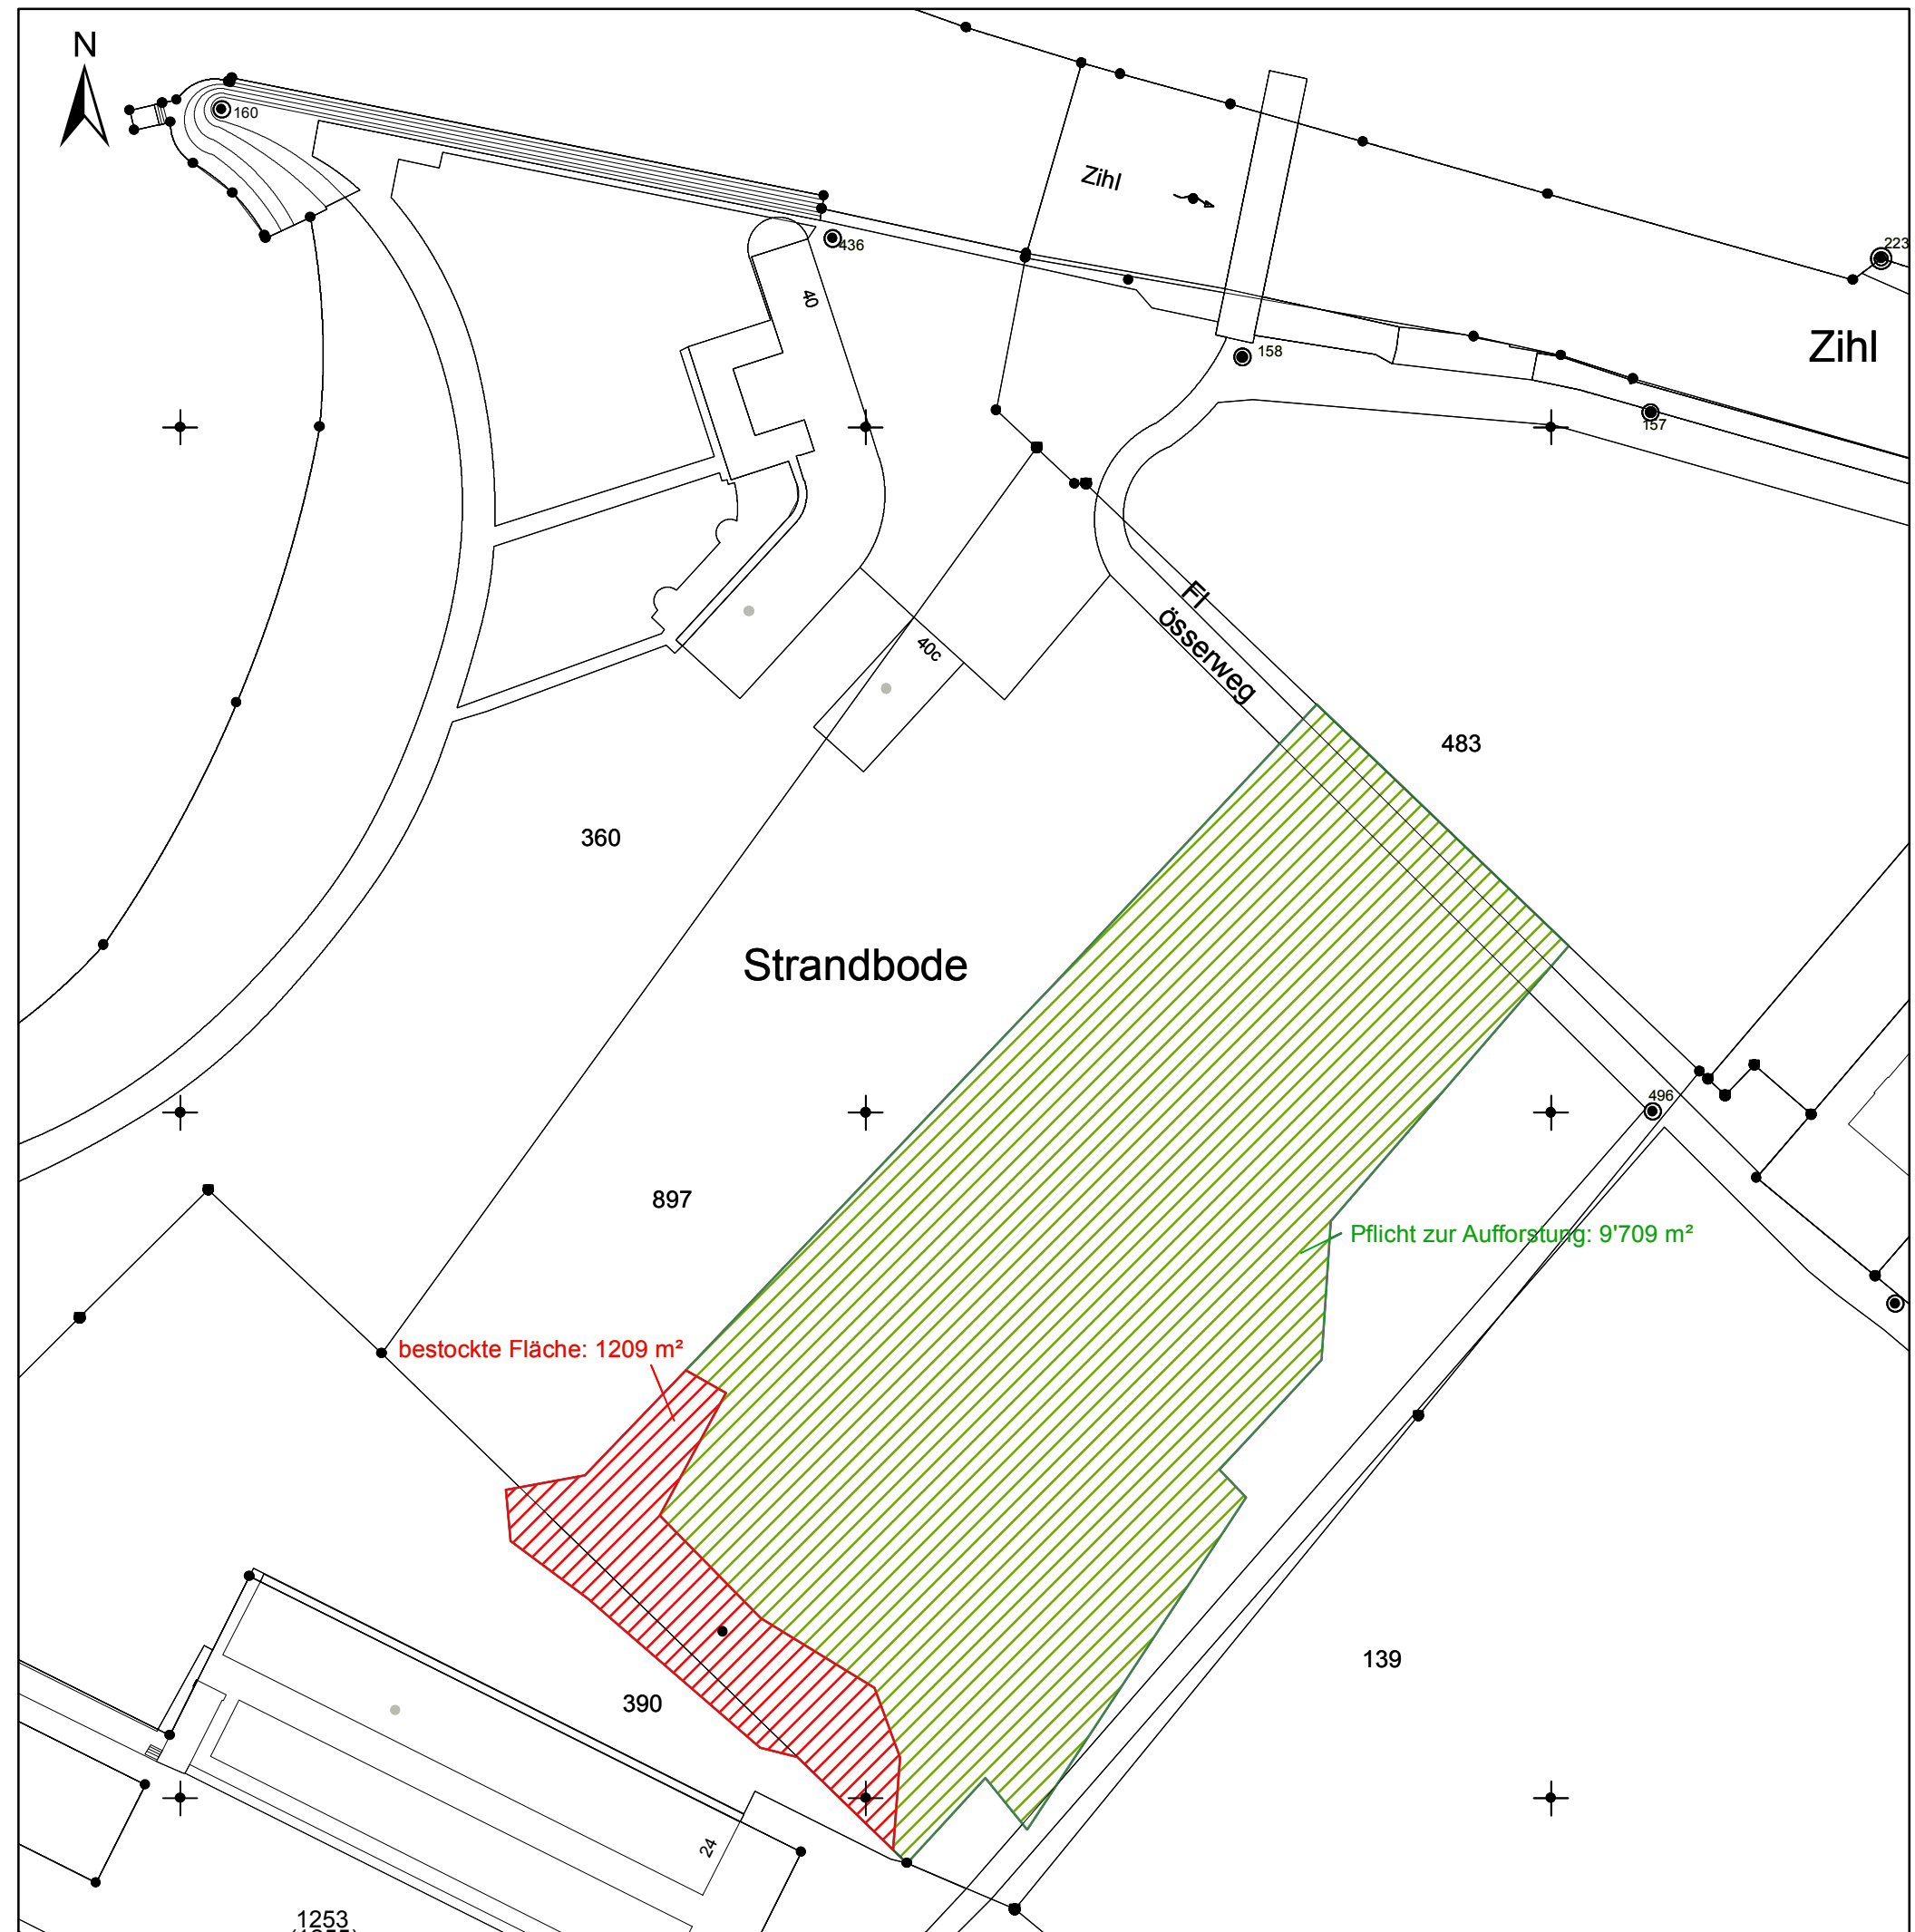 N
160
436
Zihl
223
40
158
Zihl
157
Fl
össerweg
40c
483
360
Strandbode
496
897
Pflicht zur Aufforstung: 9'709 m²
bestockte Fläche: 1209 m²
139
390
24
1253